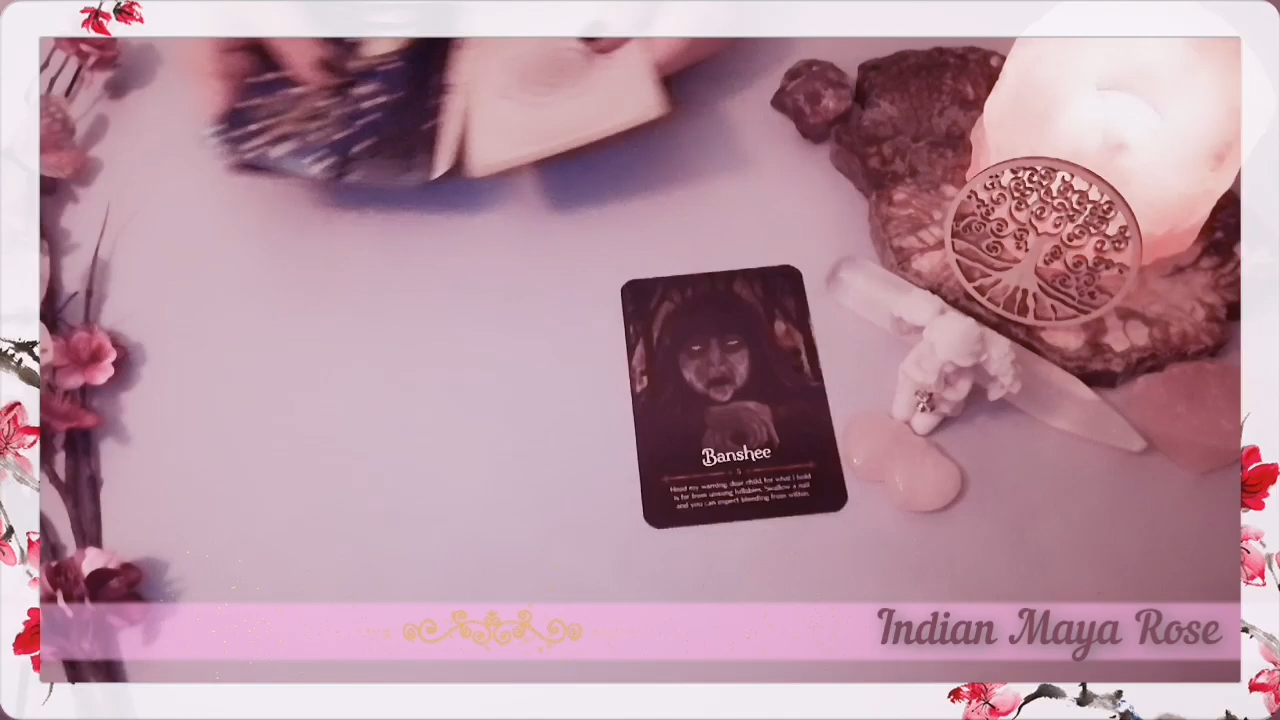 Banshee
Heed my warning, dear child, for what I hold
is far from unsung lullabies. Swallow a nail
and you can expect bleeding from within.
Indian Maya Rose